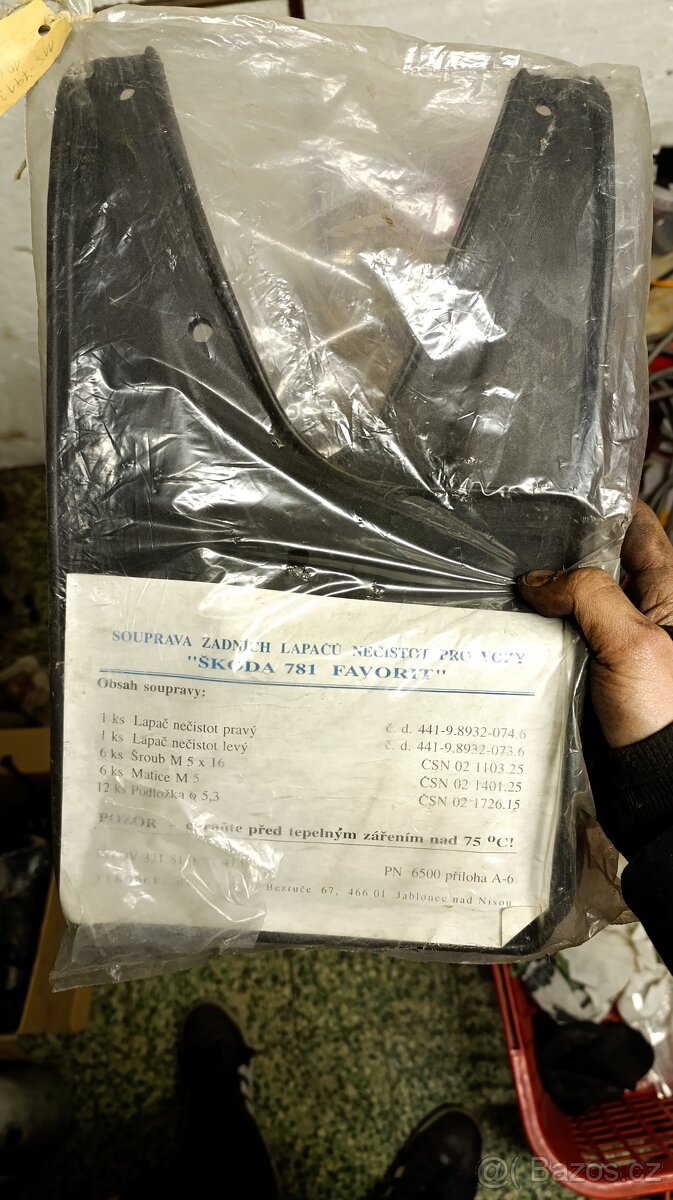 SOUPRAVA ZADNÍCH LAPAČŮ NEČISTOT PRO VOZY
"ŠKODA 781 FAVORIT"
Obsah soupravy:
1 ks Lapač nečistot pravý č. d. 441-9.8932-074.6
1 ks Lapač nečistot levý č. d. 441-9.8932-073.6
6 ks Šroub M 5 x 16 ČSN 02 1103.25
6 ks Matice M 5 ČSN 02 1401.25
12 ks Podložka φ 5,3 ČSN 02 1726.15
POZOR před tepelným zářením nad 75 °C!
321 PN 6500 příloha A-6
Bezruče 67, 466 01 Jablonec nad Nisou
@( Bazos.cz